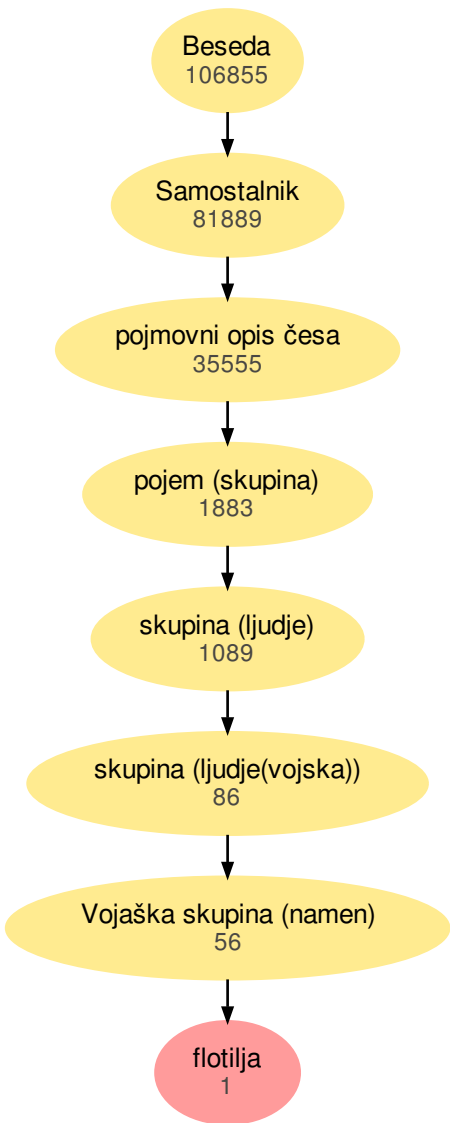 Beseda
106855
Samostalnik
81889
pojmovni opis česa
35555
pojem (skupina)
1883
skupina (ljudje)
1089
skupina (ljudje(vojska))
86
Vojaška skupina (namen)
56
flotilja
1